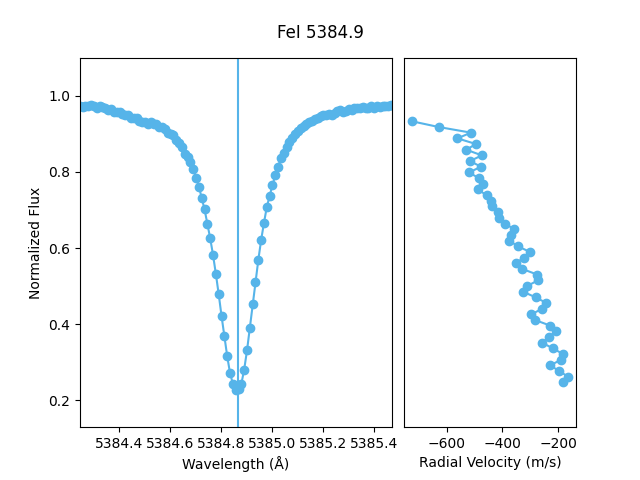 FeI 5384.9
Normalized Flux
1.0
0.8
0.6
0.4
0.2
5384.4 5384.6 5384.8 5385.0 5385.2 5385.4
Wavelength (Å)
−600 −400 −200
Radial Velocity (m/s)